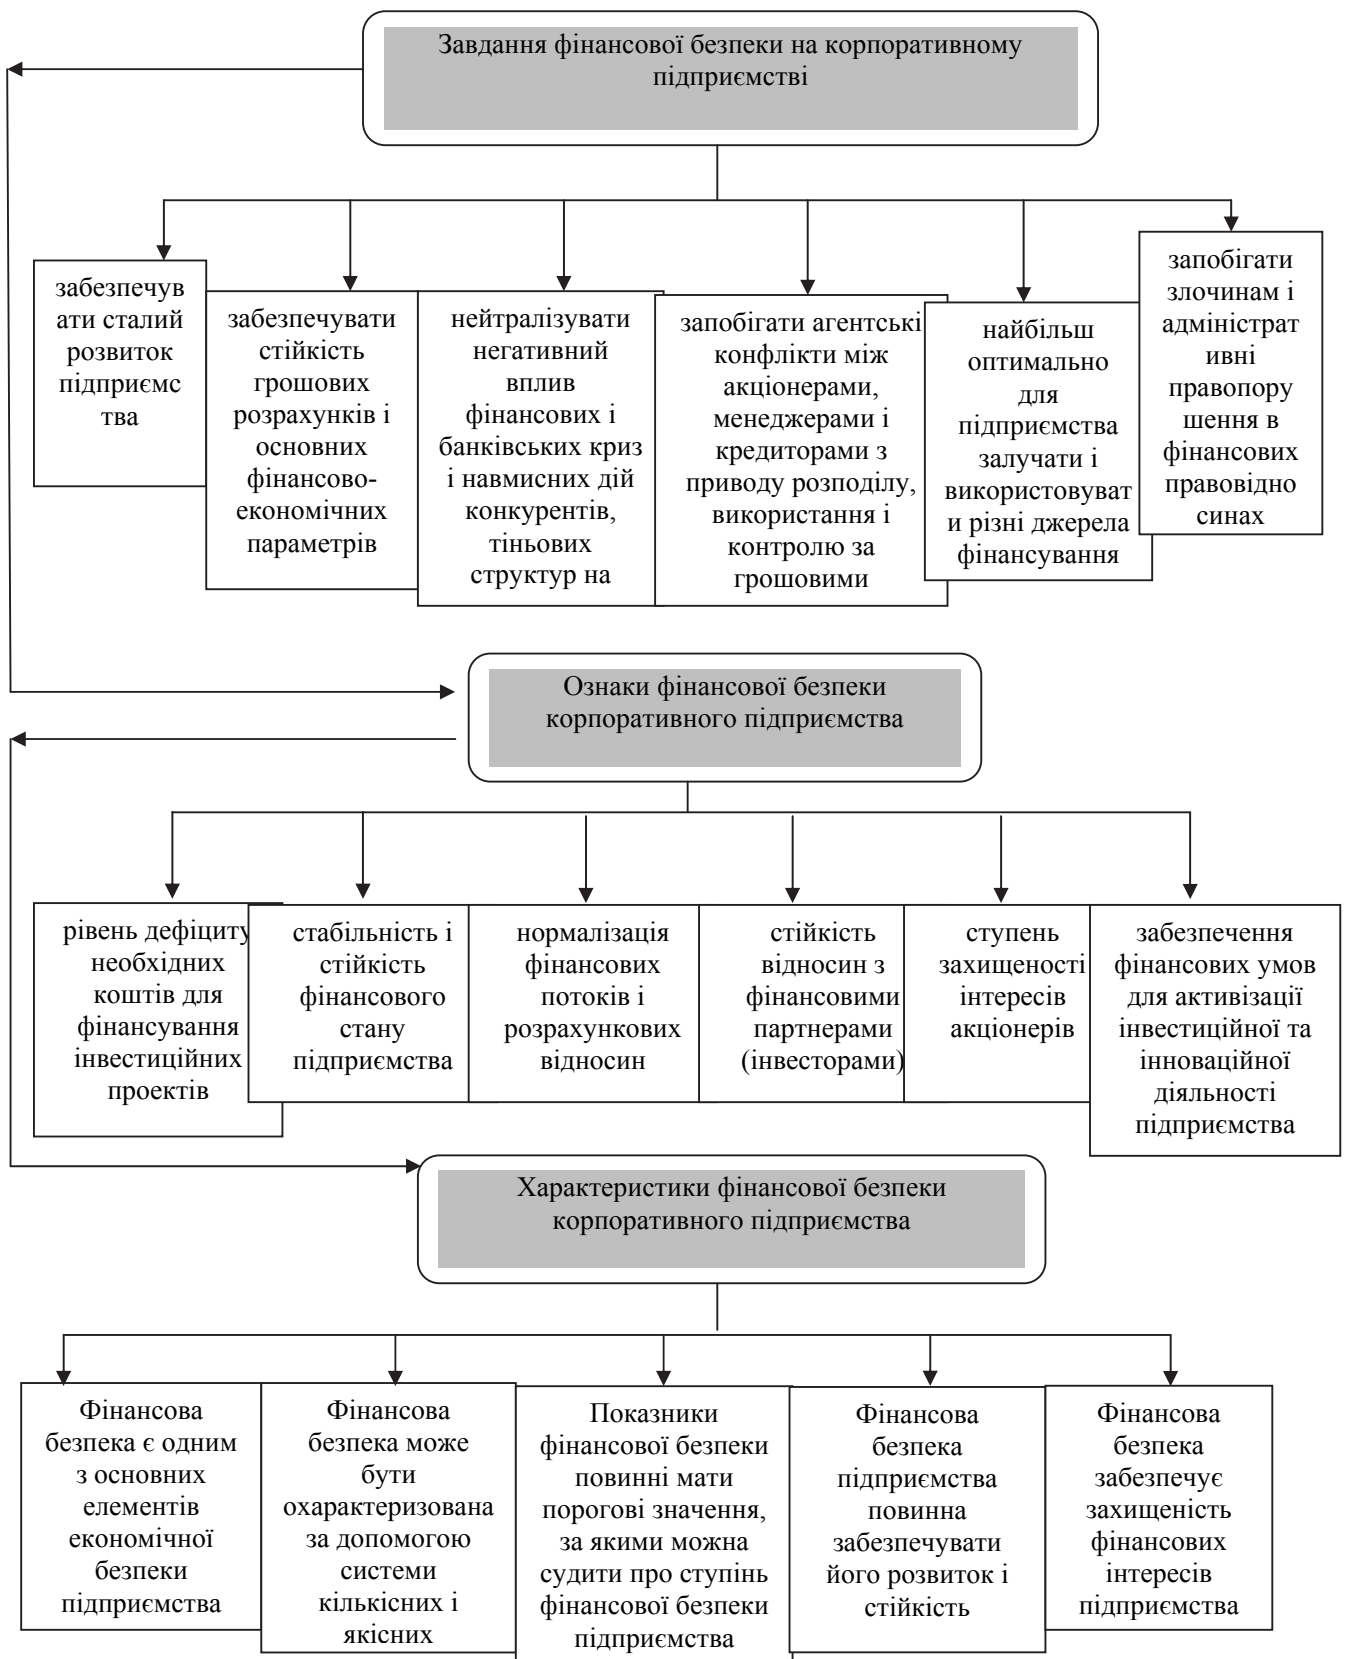 Завдання фінансової безпеки на корпоративному
підприємстві
забезпечув
ати сталий
розвиток
підприємс
тва
забезпечувати
стійкість
грошових
розрахунків і
основних
фінансово-
економічних
параметрів
нейтралізувати
негативний
вплив
фінансових і
банківських криз
і навмисних дій
конкурентів,
тіньових
структур на
запобігати агентські
конфлікти між
акціонерами,
менеджерами і
кредиторами з
приводу розподілу,
використання і
контролю за
грошовими
найбільш
оптимально
для
підприємства
залучати і
використовуват
и різні джерела
фінансування
запобігати
злочинам і
адміністрат
ивні
правопору
шення в
фінансових
правовідно
синах
Ознаки фінансової безпеки
корпоративного підприємства
рівень дефіциту
необхідних
коштів для
фінансування
інвестиційних
проектів
стабільність і
стійкість
фінансового
стану
підприємства
нормалізація
фінансових
потоків і
розрахункових
відносин
стійкість
відносин з
фінансовими
партнерами
(інвесторами)
ступень
захищеності
інтересів
акціонерів
забезпечення
фінансових умов
для активізації
інвестиційної та
інноваційної
діяльності
підприємства
Характеристики фінансової безпеки
корпоративного підприємства
Фінансова
безпека є одним
з основних
елементів
економічної
безпеки
підприємства
Фінансова
безпека може
бути
охарактеризована
за допомогою
системи
кількісних і
якісних
Показники
фінансової безпеки
повинні мати
порогові значення,
за якими можна
судити про ступінь
фінансової безпеки
підприємства
Фінансова
безпека
підприємства
повинна
забезпечувати
його розвиток і
стійкість
Фінансова
безпека
забезпечує
захищеність
фінансових
інтересів
підприємства